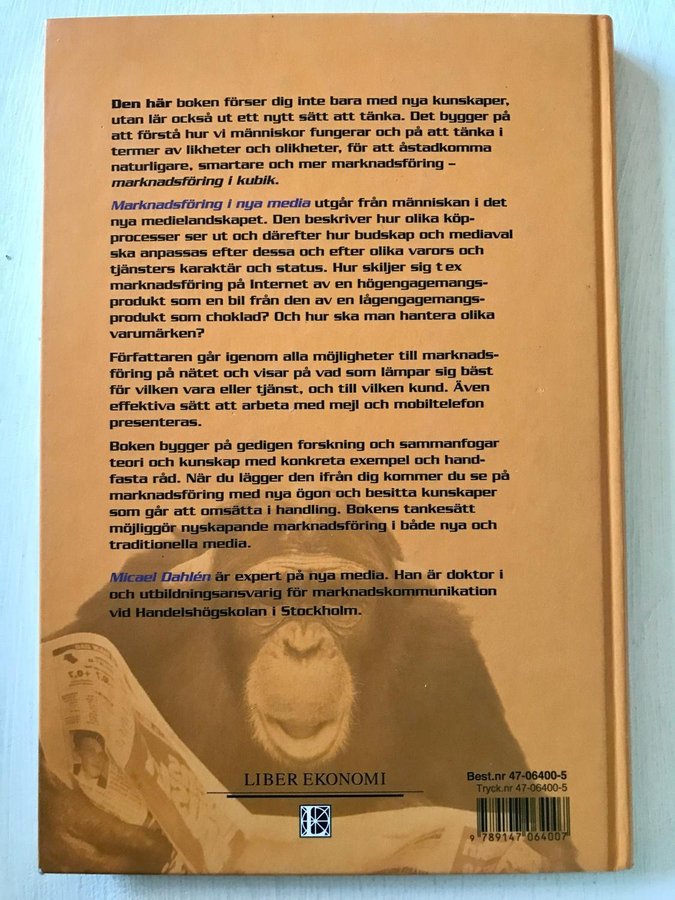 Den här boken förser dig inte bara med nya kunskaper,
utan lär också ut ett nytt sätt att tänka. Det bygger på
att förstå hur vi människor fungerar och på att tänka i
termer av likheter och olikheter, för att åstadkomma
naturligare, smartare och mer marknadsföring –
marknadsföring i kubik.
Marknadsföring i nya media utgår från människan i det
nya medielandskapet. Den beskriver hur olika köp-
processer ser ut och därefter hur budskap och mediaval
ska anpassas efter dessa och efter olika varors och
tjänsters karaktär och status. Hur skiljer sig t ex
marknadsföring på Internet av en högengagemangs-
produkt som en bil från den av en lågengagemangs-
produkt som choklad? Och hur ska man hantera olika
varumärken?
Författaren går igenom alla möjligheter till marknads-
föring på nätet och visar på vad som lämpar sig bäst
för vilken vara eller tjänst, och till vilken kund. Även
effektiva sätt att arbeta med mejl och mobiltelefon
presenteras.
Boken bygger på gedigen forskning och sammanfogar
teori och kunskap med konkreta exempel och hand-
fasta råd. När du lägger den ifrån dig kommer du se på
marknadsföring med nya ögon och besitta kunskaper
som går att omsätta i handling. Bokens tankesätt
möjliggör nyskapande marknadsföring i både nya och
traditionella media.
Micael Dahlén är expert på nya media. Han är doktor i
och utbildningsansvarig för marknadskommunikation
vid Handelshögskolan i Stockholm.
LIBER EKONOMI
Best.nr 47-06400-5
Tryck.nr 47-06400-5
9 789147 064007